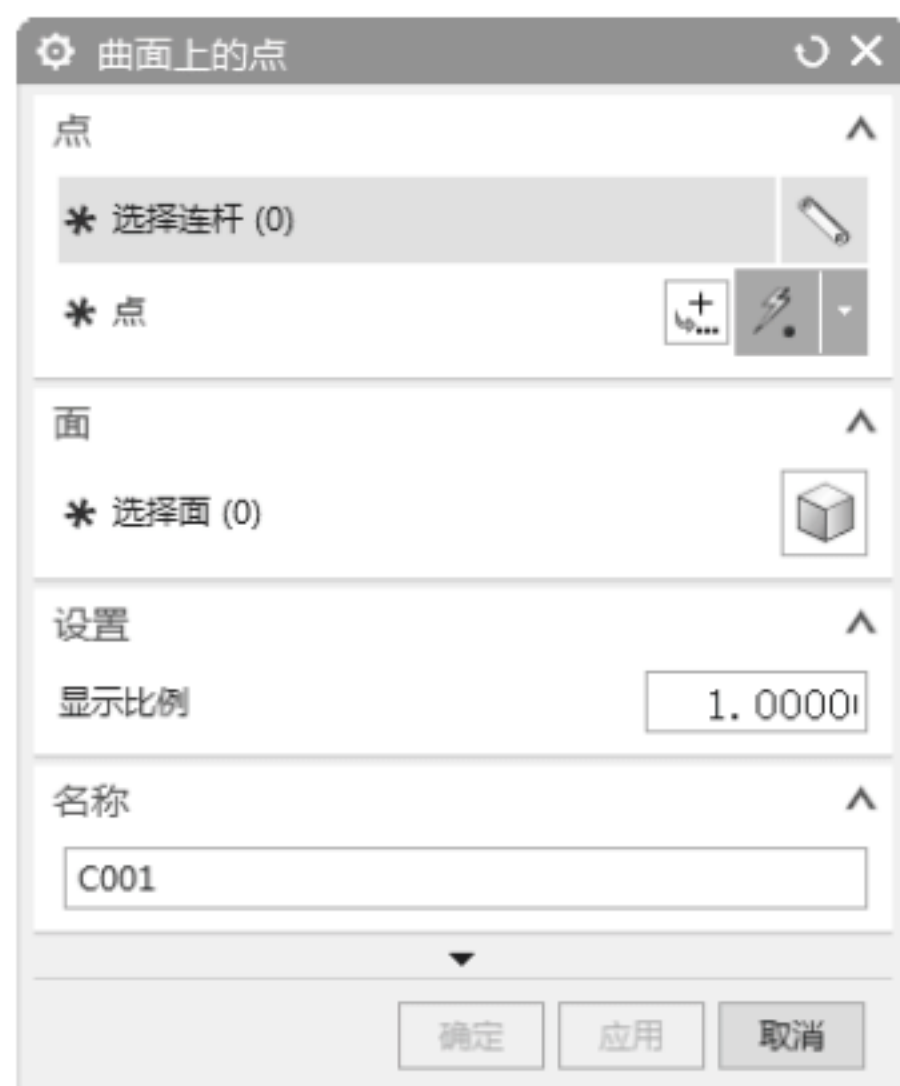 曲面上的点
点
* 选择连杆 (0)
* 点
面
* 选择面 (0)
设置
显示比例 1.0000
名称
C001
确定 应用 取消